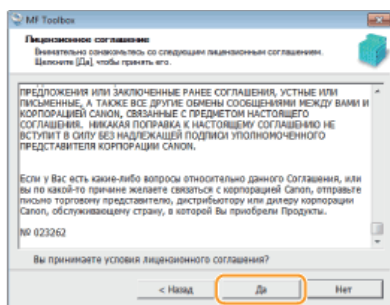 MF Toolbox
Лицензионное соглашение
Внимательно ознакомьтесь со следующим лицензионным соглашением.
Щелкните [Да], чтобы принять его.
ПРЕДЛОЖЕНИЯ ИЛИ ЗАКЛЮЧЕННЫЕ РАНЕЕ СОГЛАШЕНИЯ, УСТНЫЕ ИЛИ
ПИСЬМЕННЫЕ, А ТАКЖЕ ВСЕ ДРУГИЕ ОБМЕНЫ СООБЩЕНИЯМИ МЕЖДУ ВАМИ И
КОРПОРАЦИЕЙ CANON, СВЯЗАННЫЕ С ПРЕДМЕТОМ НАСТОЯЩЕГО
СОГЛАШЕНИЯ. НИКАКАЯ ПОПРАВКА К НАСТОЯЩЕМУ СОГЛАШЕНИЮ НЕ
ВСТУПИТ В СИЛУ БЕЗ НАДЛЕЖАЩЕЙ ПОДПИСИ УПОЛНОМОЧЕННОГО
ПРЕДСТАВИТЕЛЯ КОРПОРАЦИИ CANON.
Если у Вас есть какие-либо вопросы относительно данного Соглашения, или
вы по какой-то причине желаете связаться с корпорацией Canon, отправьте
письмо торговому представителю, дистрибьютору или дилеру корпорации
Canon, обслуживающему страну, в которой Вы приобрели Продукты.
№ 023262
Вы принимаете условия лицензионного соглашения?
< Назад
Да
Нет